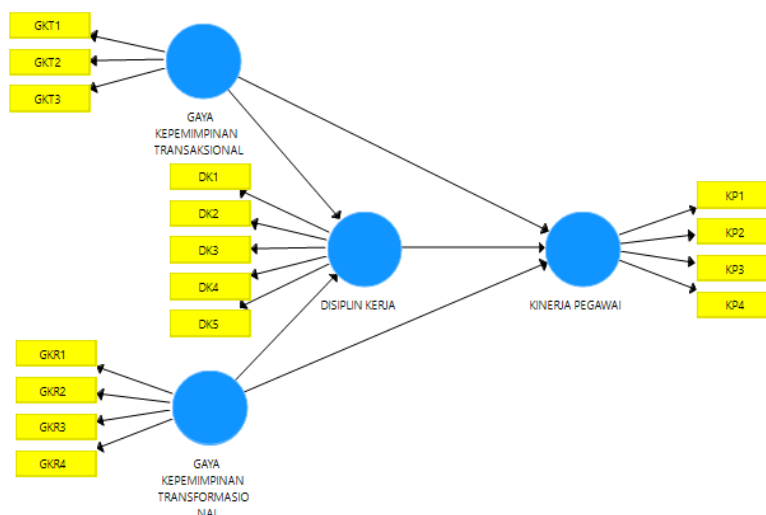 GKT1
GKT2
GKT3
GAYA
KEPEMIMPINAN
TRANSAKSIONAL
DK1
DK2
DK3
DK4
DK5
DISIPLIN KERJA
KINERJA PEGAWAI
KP1
KP2
KP3
KP4
GKR1
GKR2
GKR3
GKR4
GAYA
KEPEMIMPINAN
TRANSFORMASIO
NAL